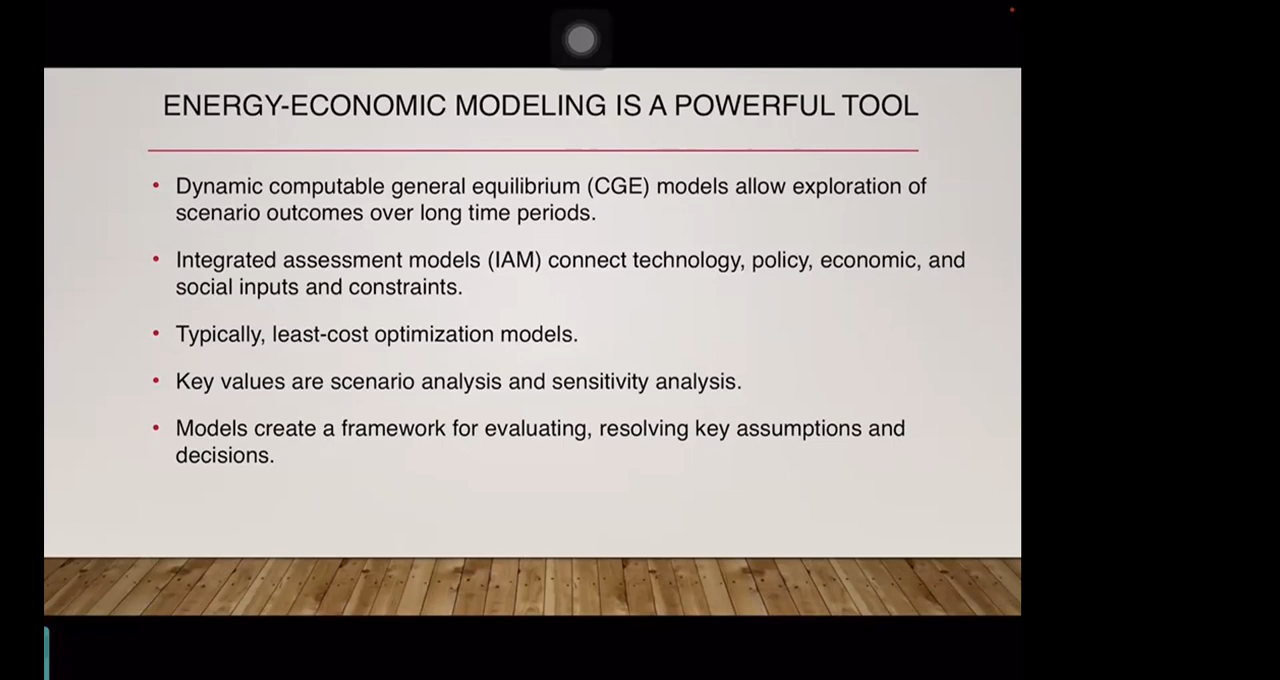 ENERGY-ECONOMIC MODELING IS A POWERFUL TOOL
• Dynamic computable general equilibrium (CGE) models allow exploration of
scenario outcomes over long time periods.
• Integrated assessment models (IAM) connect technology, policy, economic, and
social inputs and constraints.
• Typically, least-cost optimization models.
• Key values are scenario analysis and sensitivity analysis.
• Models create a framework for evaluating, resolving key assumptions and
decisions.